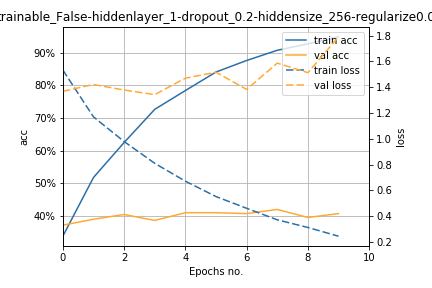 trainable_False-hiddenlayer_1-dropout_0.2-hiddensize_256-regularize0.0
train acc
val acc
train loss
val loss
90%
80%
70%
60%
50%
40%
acc
1.8
1.6
1.4
1.2
1.0
0.8
0.6
0.4
0.2
loss
0 2 4 6 8 10
Epochs no.